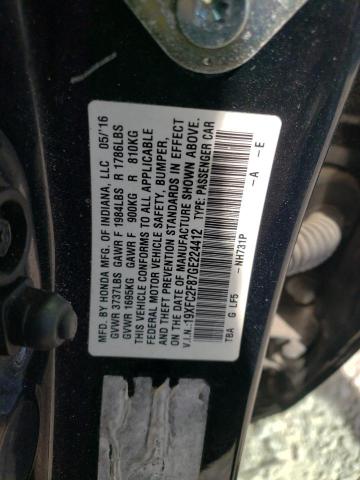 MFD. BY HONDA MFG. OF INDIANA, LLC 05/'16
GVWR 3737LBS GAWR F 1984LBS R 1786LBS
GVWR 1695KG GAWR F 900KG R 810KG
THIS VEHICLE CONFORMS TO ALL APPLICABLE
FEDERAL MOTOR VEHICLE SAFETY, BUMPER,
AND THEFT PREVENTION STANDARDS IN EFFECT
ON THE DATE OF MANUFACTURE SHOWN ABOVE.
V.I.N.:19XFC2F87GE224412 TYPE: PASSENGER CAR
TBA G LF5 -NH731P -A -E